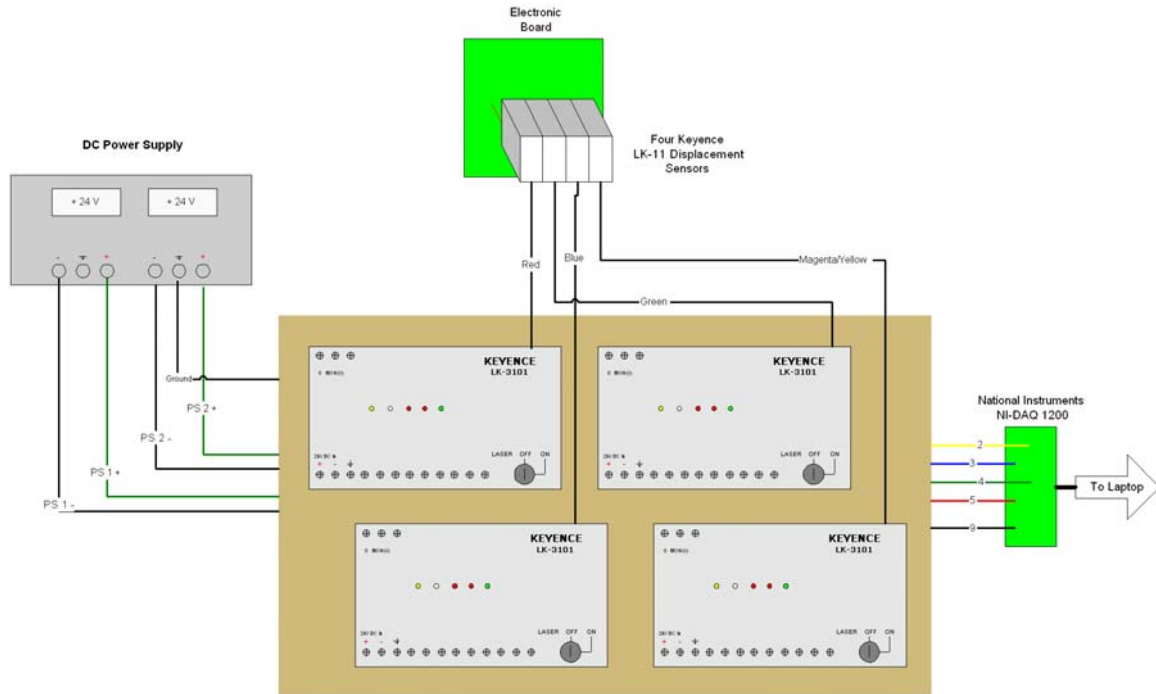 Electronic
Board
Four Keyence
LK-11 Displacement
Sensors
DC Power Supply
+ 24 V
+ 24 V
- +
- +
Red
Blue
Magenta/Yellow
Green
Ground
PS 2 +
PS 2 -
PS 1 +
PS 1 -
KEYENCE
LK-3101
LASER OFF ON
+ -
KEYENCE
LK-3101
LASER OFF ON
+ -
KEYENCE
LK-3101
LASER OFF ON
+ -
KEYENCE
LK-3101
LASER OFF ON
+ -
National Instruments
NI-DAQ 1200
2
3
4
5
9
To Laptop